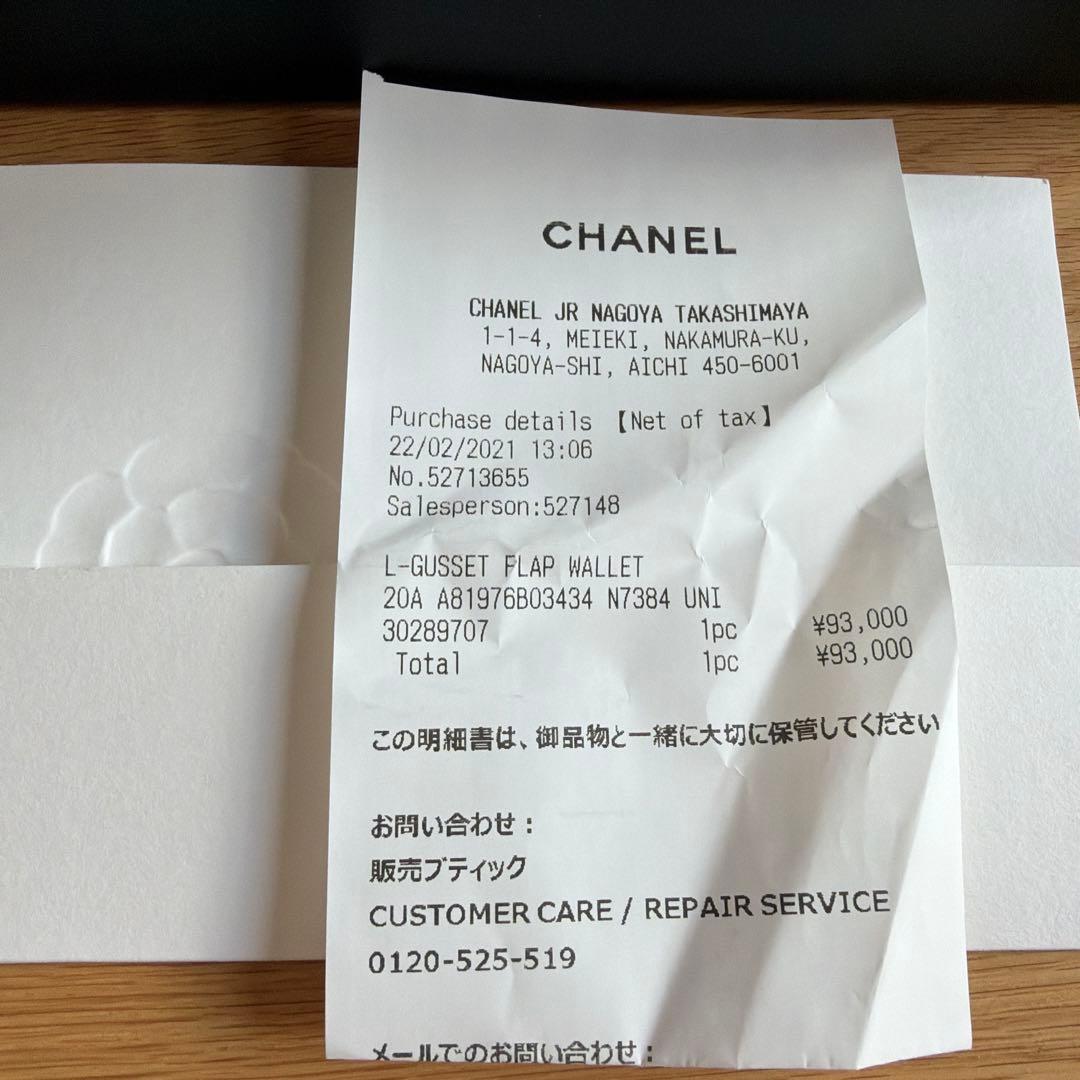 CHANEL
CHANEL JR NAGOYA TAKASHIMAYA
1-1-4, MEIEKI, NAKAMURA-KU,
NAGOYA-SHI, AICHI 450-6001
Purchase details 【Net of tax】
22/02/2021 13:06
No.52713655
Salesperson:527148
L-GUSSET FLAP WALLET
20A A81976B03434 N7384 UNI
30289707 1pc ¥93,000
Total 1pc ¥93,000
この明細書は、御品物と一緒に大切に保管してください
お問い合わせ：
販売ブティック
CUSTOMER CARE / REPAIR SERVICE
0120-525-519
メールでのお問い合わせ：